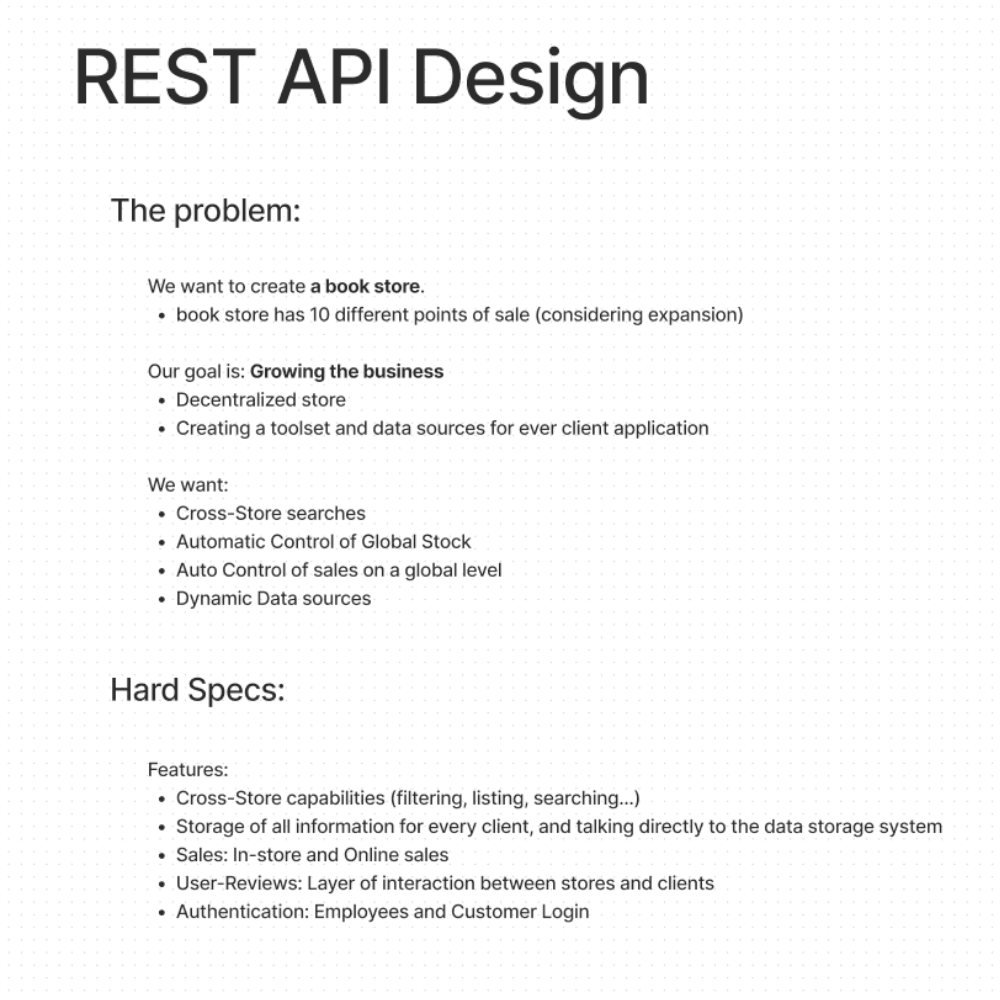 REST API Design
The problem:
We want to create a book store.
• book store has 10 different points of sale (considering expansion)
Our goal is: Growing the business
• Decentralized store
• Creating a toolset and data sources for ever client application
We want:
• Cross-Store searches
• Automatic Control of Global Stock
• Auto Control of sales on a global level
• Dynamic Data sources
Hard Specs:
Features:
• Cross-Store capabilities (filtering, listing, searching...)
• Storage of all information for every client, and talking directly to the data storage system
• Sales: In-store and Online sales
• User-Reviews: Layer of interaction between stores and clients
• Authentication: Employees and Customer Login